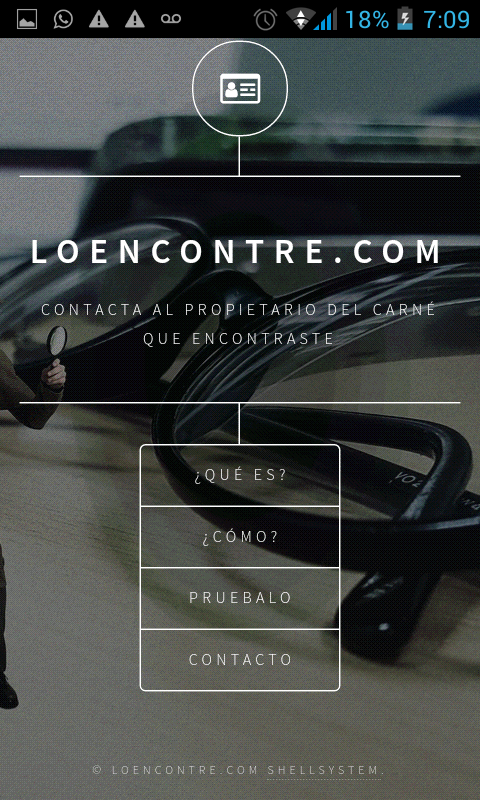 18% 7:09
LOENCONTRE.COM
CONTACTA AL PROPIETARIO DEL CARNÉ
QUE ENCONTRASTE
¿QUÉ ES?
¿CÓMO?
PRUEBALO
CONTACTO
© LOENCONTRE.COM SHELLSYSTEM.